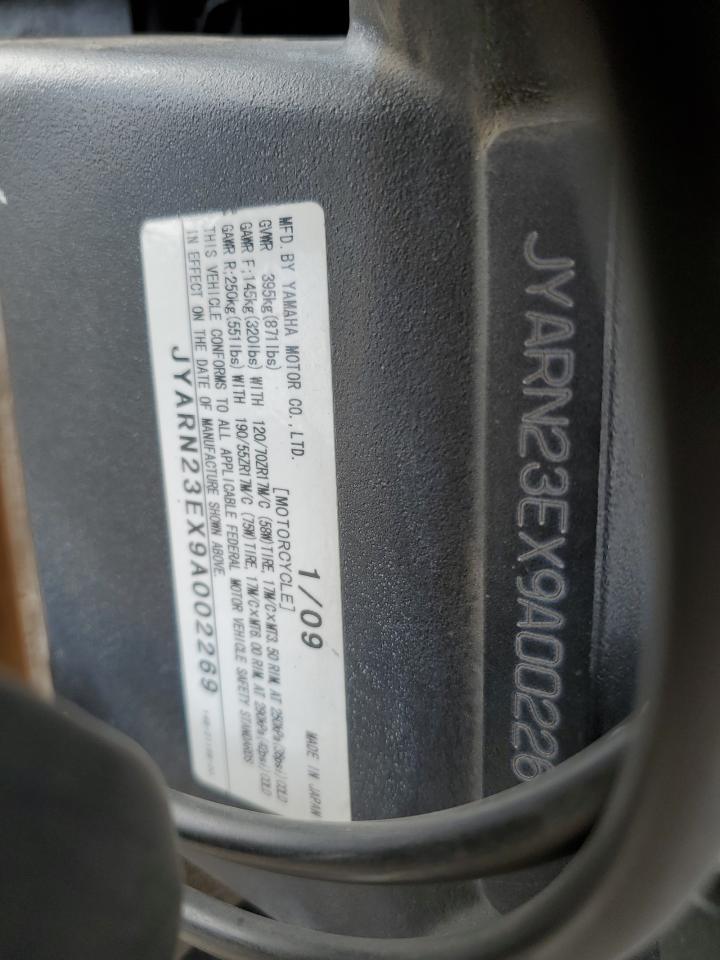 MFD. BY YAMAHA MOTOR CO., LTD. 1/09 MADE IN JAPAN
GVWR 395kg(871lbs) [MOTORCYCLE]
GAWR F:145kg(320lbs) WITH 120/70ZR17M/C (58W)TIRE, 17M/C×MT3.50 RIM, AT 250kPa,(36psi)/COLD
GAWR R:250kg(551lbs) WITH 190/55ZR17M/C (75W)TIRE, 17M/C×MT6.00 RIM, AT 290kPa,(42psi)/COLD
THIS VEHICLE CONFORMS TO ALL APPLICABLE FEDERAL MOTOR VEHICLE SAFETY STANDARDS
IN EFFECT ON THE DATE OF MANUFACTURE SHOWN ABOVE.
JYARN23EX9A002269
JYARN23EX9A00226